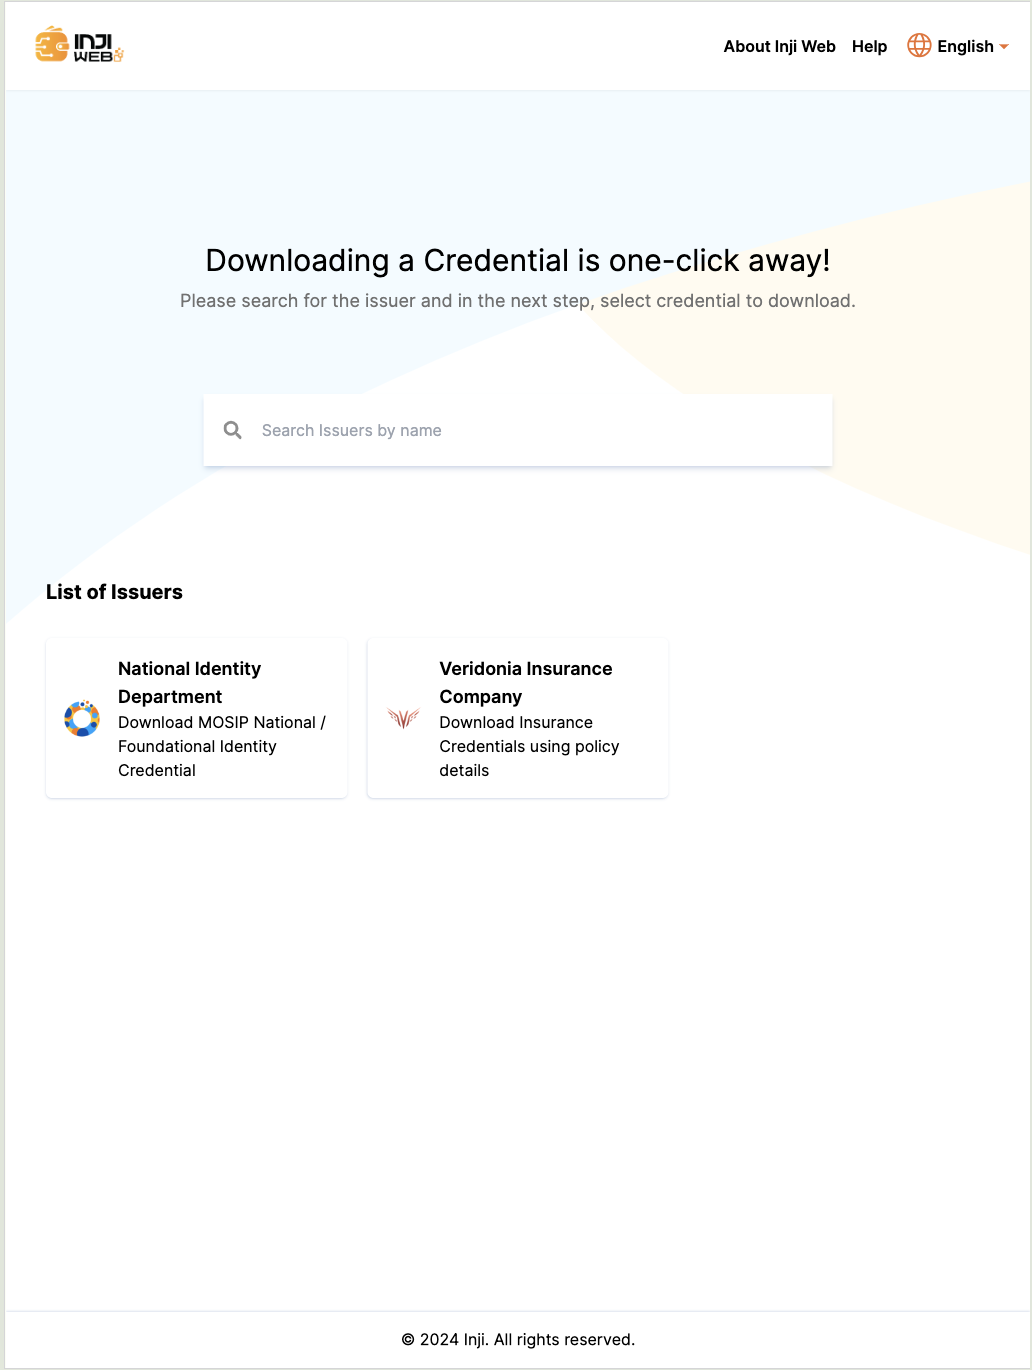 INJI
WEB
About Inji Web
Help
English
Downloading a Credential is one-click away!
Please search for the issuer and in the next step, select credential to download.
Search Issuers by name
List of Issuers
National Identity
Department
Download MOSIP National /
Foundational Identity
Credential
Veridonia Insurance
Company
Download Insurance
Credentials using policy
details
© 2024 Inji. All rights reserved.